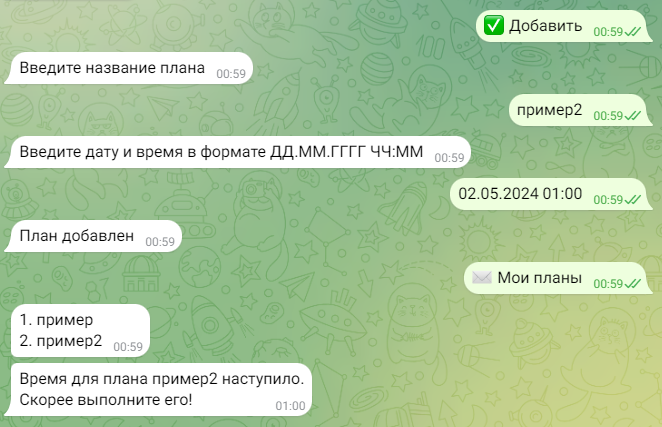 ✅ Добавить 00:59
Введите название плана 00:59
пример2 00:59
Введите дату и время в формате ДД.ММ.ГГГГ ЧЧ:ММ 00:59
02.05.2024 01:00 00:59
План добавлен 00:59
✉️ Мои планы 00:59
1. пример
2. пример2 00:59
Время для плана пример2 наступило.
Скорее выполните его! 01:00